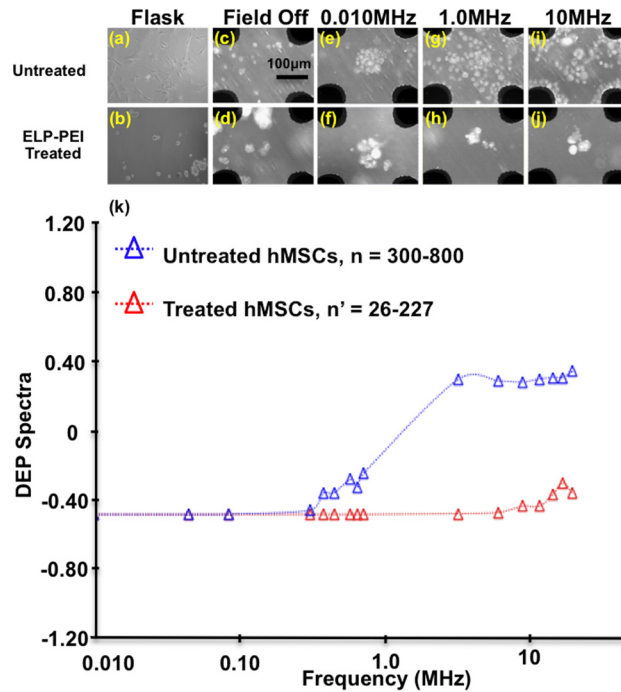 Flask Field Off 0.010MHz 1.0MHz 10MHz
Untreated (a) (c) (e) (g) (i)
100µm
ELP-PEI
Treated
(b) (d) (f) (h) (j)
(k)
1.20
Untreated hMSCs, n = 300-800
0.80
Treated hMSCs, n' = 26-227
0.40
0
-0.40
-0.80
-1.20
DEP Spectra
0.010 0.10 1.0 10
Frequency (MHz)